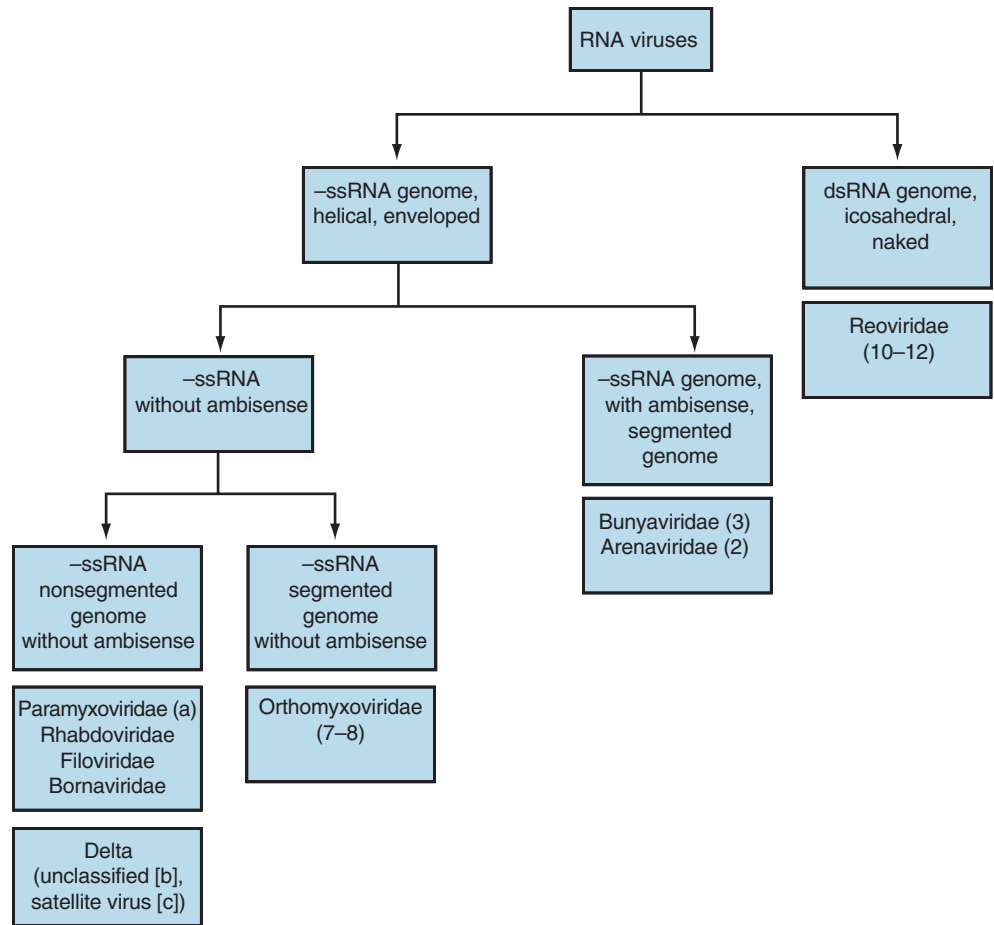 RNA viruses
–ssRNA genome,
helical, enveloped
dsRNA genome,
icosahedral,
naked
Reoviridae
(10–12)
–ssRNA
without ambisense
–ssRNA genome,
with ambisense,
segmented
genome
Bunyaviridae (3)
Arenaviridae (2)
–ssRNA
nonsegmented
genome
without ambisense
–ssRNA
segmented
genome
without ambisense
Paramyxoviridae (a)
Rhabdoviridae
Filoviridae
Bornaviridae
Orthomyxoviridae
(7–8)
Delta
(unclassified [b],
satellite virus [c])